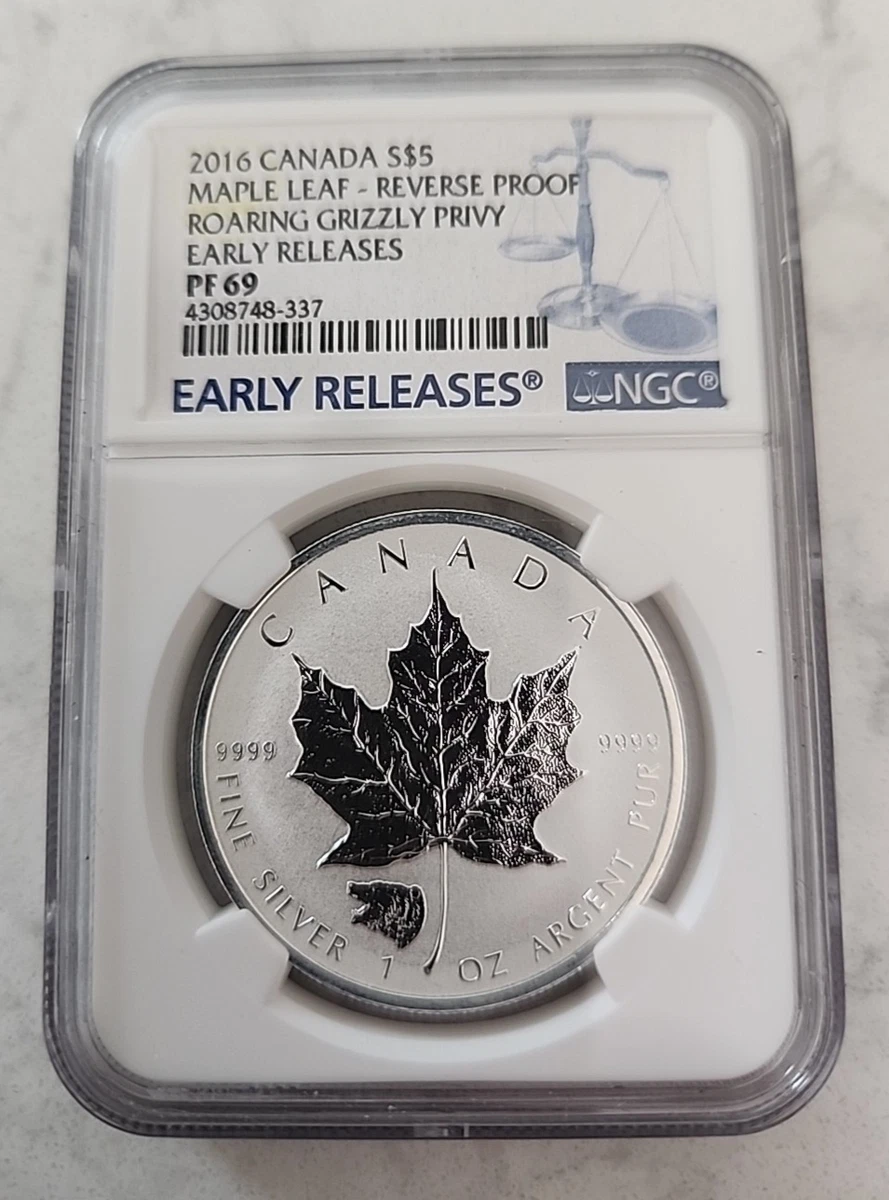 2016 CANADA S$5
MAPLE LEAF - REVERSE PROOF
ROARING GRIZZLY PRIVY
EARLY RELEASES
PF 69
4308748-337
EARLY RELEASES®
NGC®
CANADA
9999
9999
FINE SILVER 1 OZ ARGENT PUR